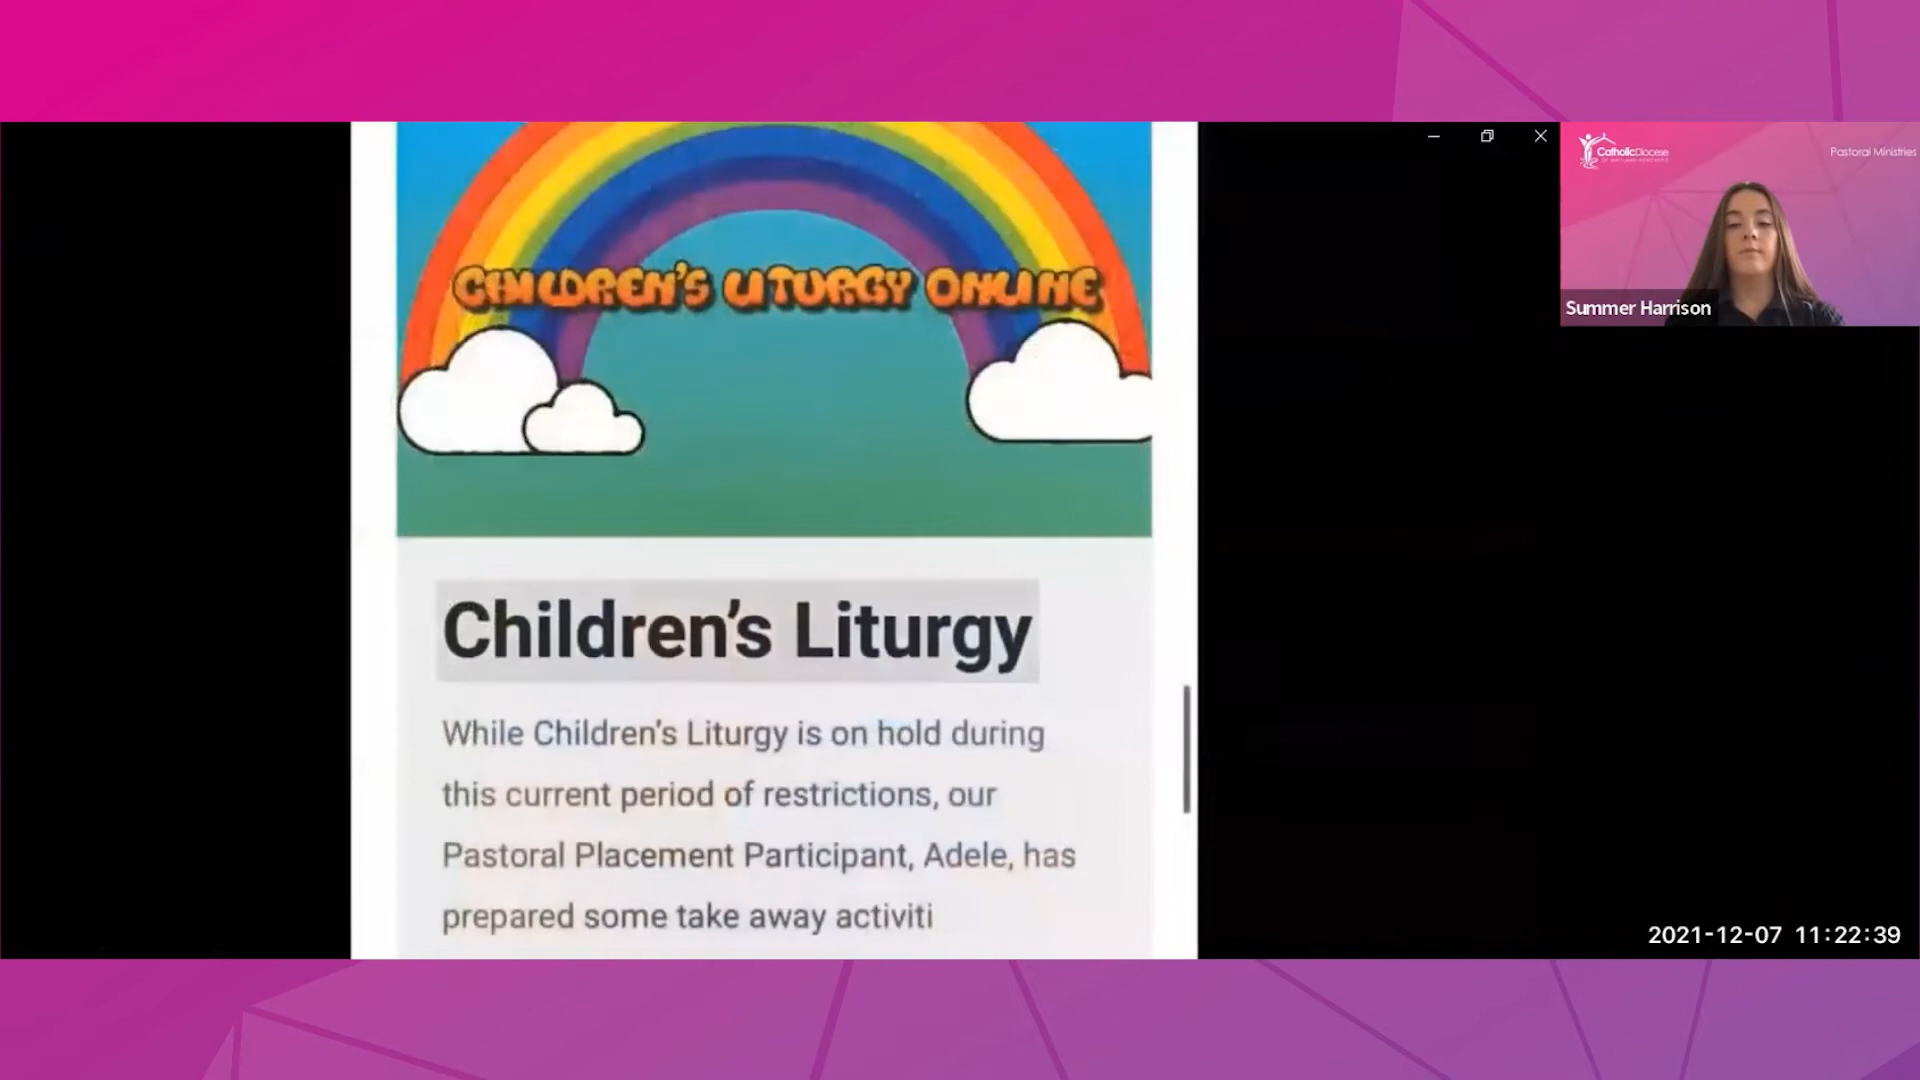 CHILDREN'S LITURGY ONLINE
Children's Liturgy
While Children's Liturgy is on hold during
this current period of restrictions, our
Pastoral Placement Participant, Adele, has
prepared some take away activiti
CatholicDiocese
Pastoral Ministries
Summer Harrison
2021-12-07 11:22:39